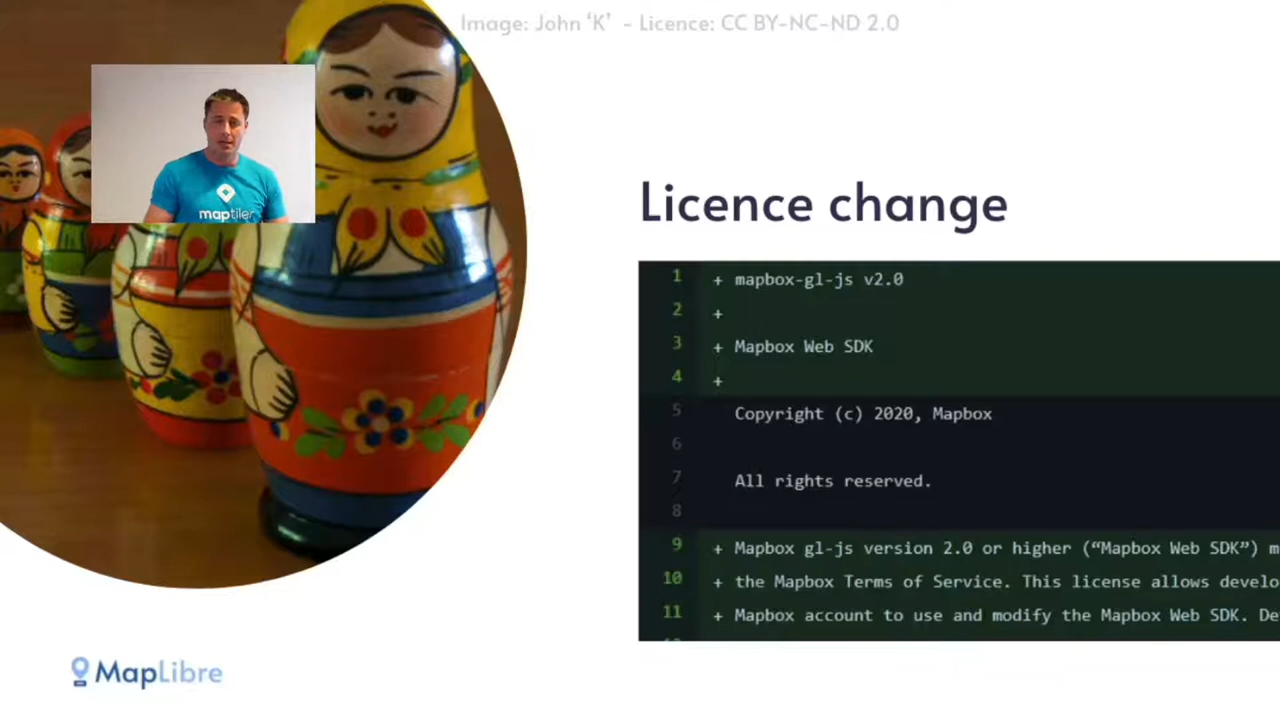 Image: John ‘K’ - Licence: CC BY-NC-ND 2.0
maptiler
Licence change
1 + mapbox-gl-js v2.0
2 +
3 + Mapbox Web SDK
4 +
5 Copyright (c) 2020, Mapbox
6
7 All rights reserved.
8
9 + Mapbox gl-js version 2.0 or higher (“Mapbox Web SDK”) m
10 + the Mapbox Terms of Service. This license allows develo
11 + Mapbox account to use and modify the Mapbox Web SDK. De
MapLibre